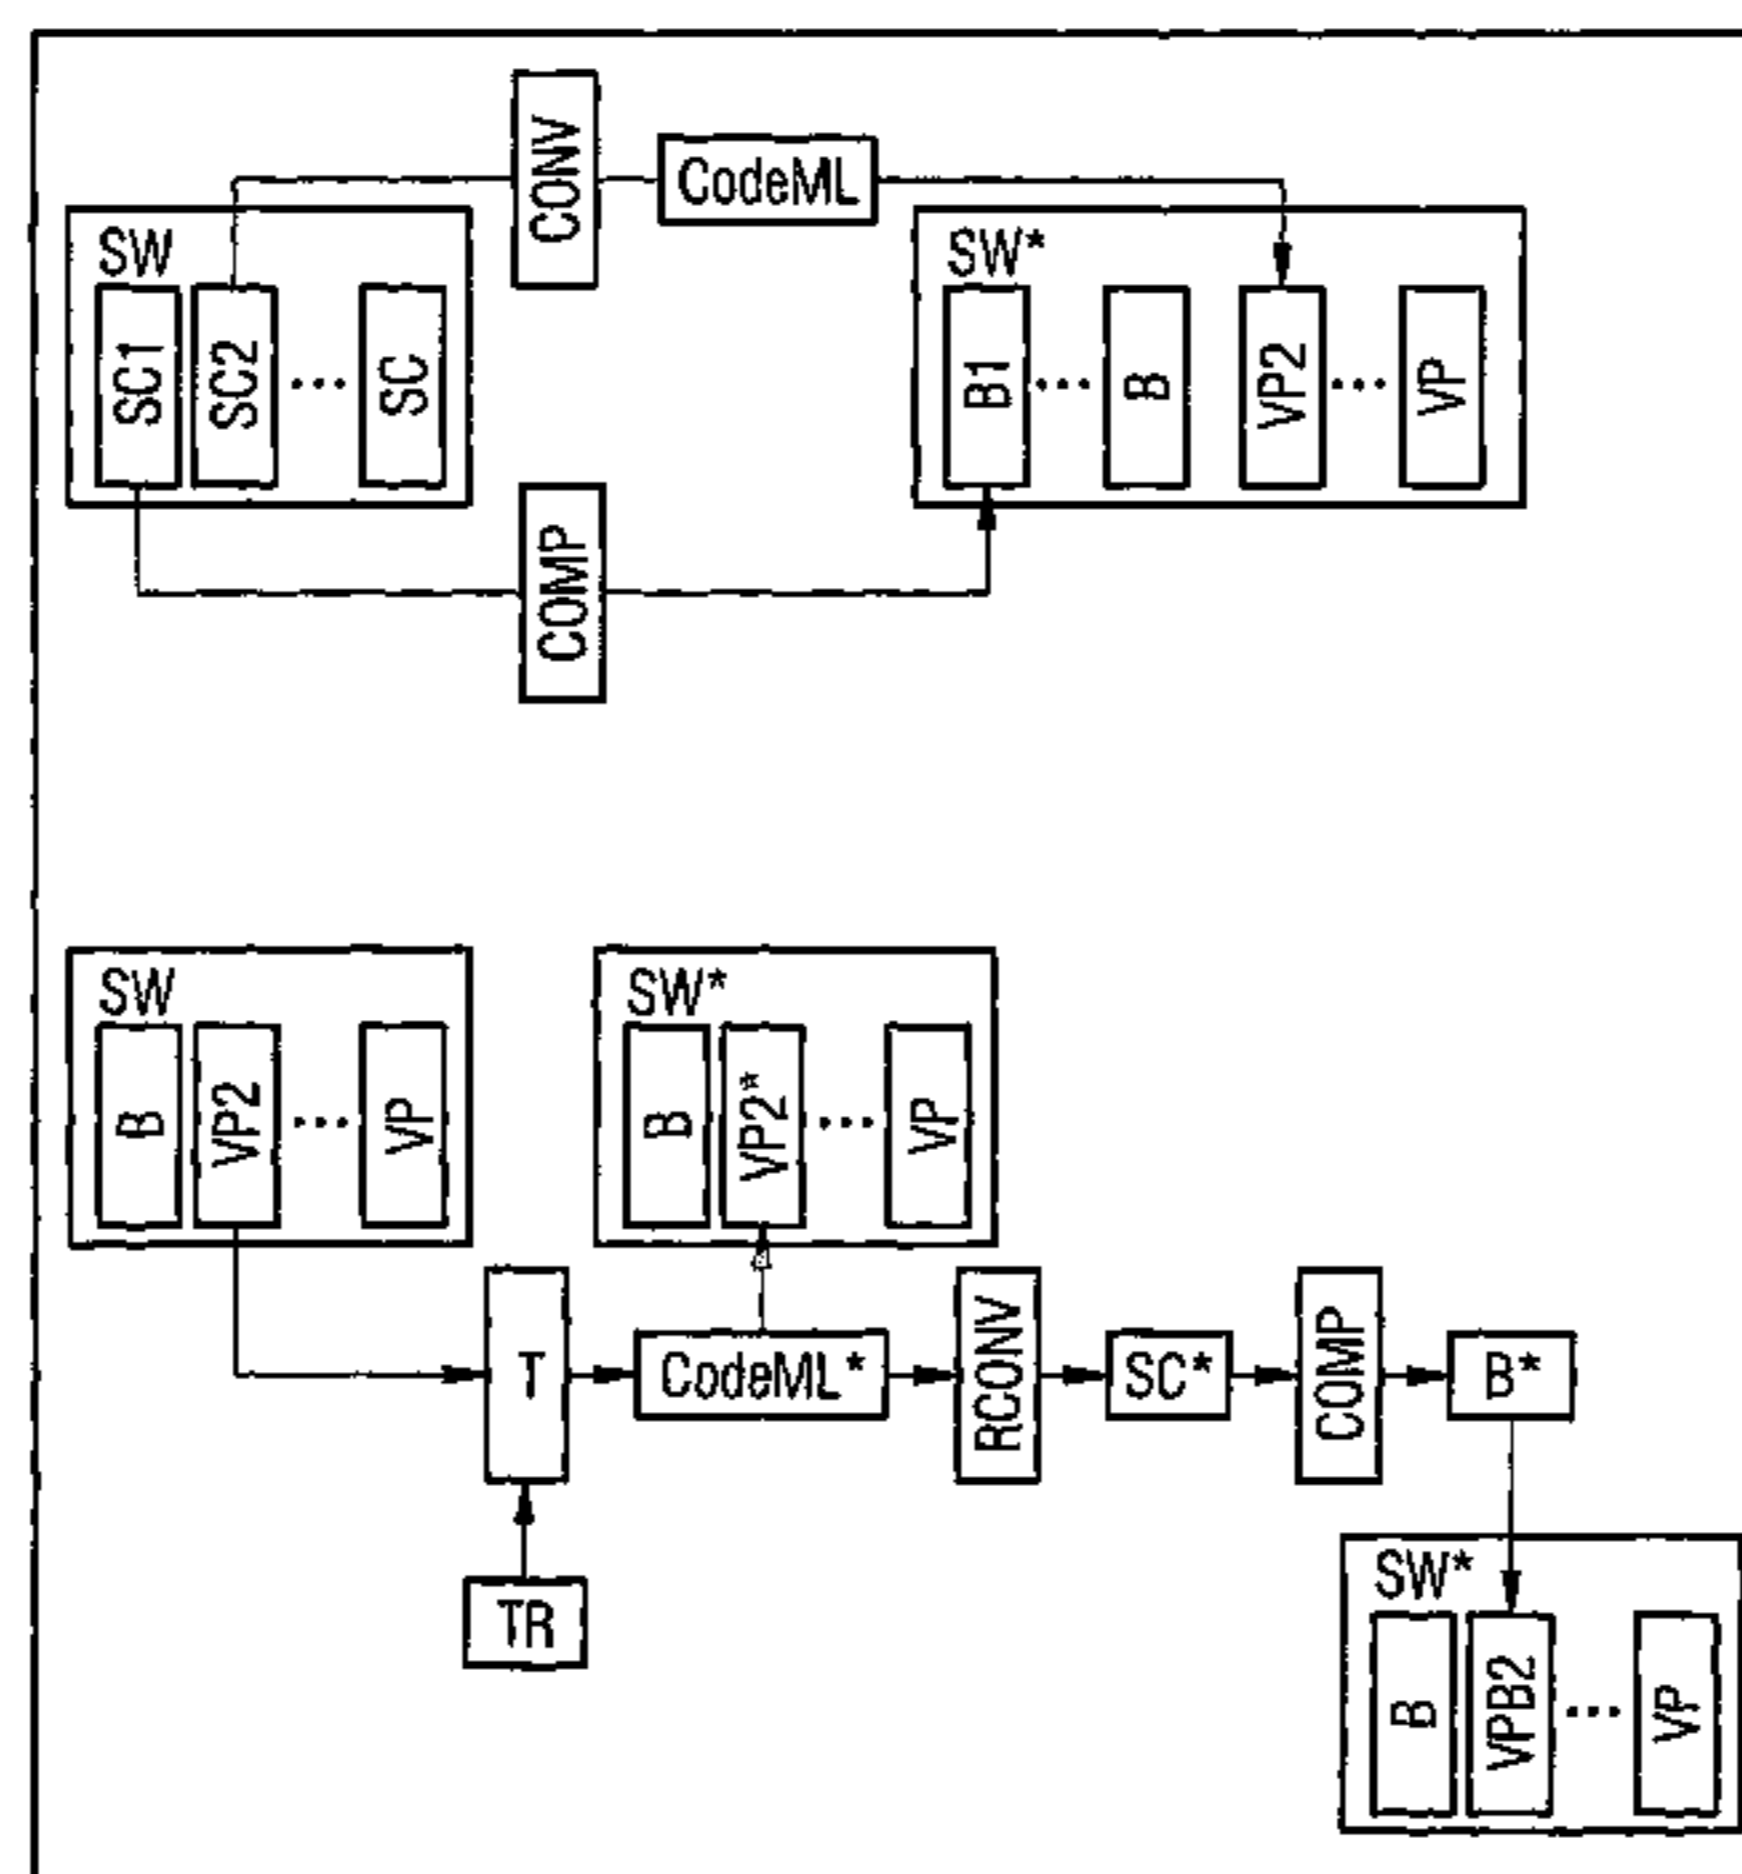 CONV
CodeML
SW
SC1
SC2
...
SC
SW*
B1
...
B
VP2
...
VP
COMP
SW
B
VP2
...
VP
SW*
B
VP2*
...
VP
T
CodeML*
RCONV
SC*
COMP
B*
TR
SW*
B
VPB2
...
VP